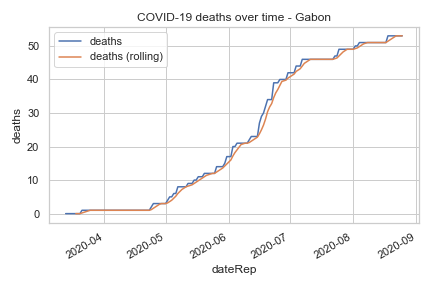 COVID-19 deaths over time - Gabon
deaths
deaths (rolling)
deaths
50
40
30
20
10
0
2020-04
2020-05
2020-06
2020-07
2020-08
2020-09
dateRep